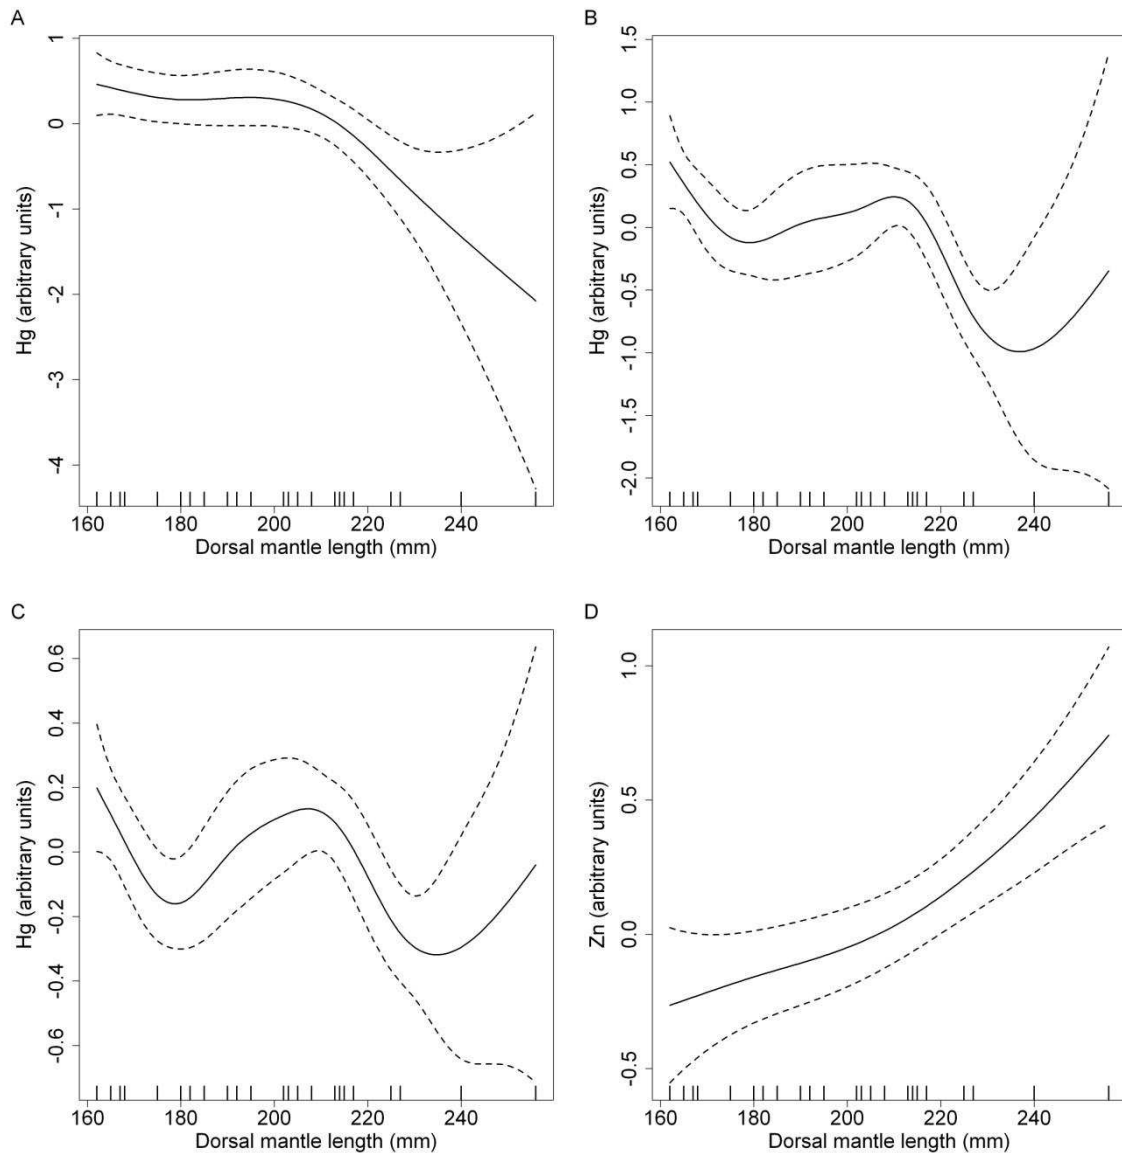 A
Hg (arbitrary units)
1
0
-1
-2
-3
-4
160 180 200 220 240
Dorsal mantle length (mm)
B
Hg (arbitrary units)
1.5
1.0
0.5
0.0
-0.5
-1.0
-1.5
-2.0
160 180 200 220 240
Dorsal mantle length (mm)
C
Hg (arbitrary units)
0.6
0.4
0.2
0.0
-0.2
-0.4
-0.6
160 180 200 220 240
Dorsal mantle length (mm)
D
Zn (arbitrary units)
1.0
0.5
0.0
-0.5
160 180 200 220 240
Dorsal mantle length (mm)